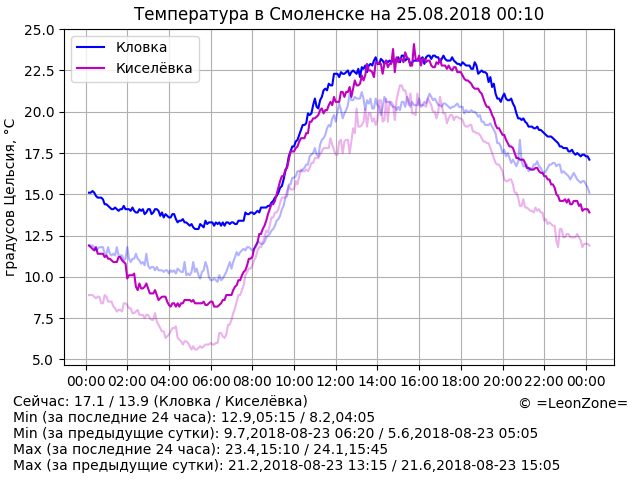 Температура в Смоленске на 25.08.2018 00:10
Кловка
Киселёвка
градусов Цельсия, °C
25.0
22.5
20.0
17.5
15.0
12.5
10.0
7.5
5.0
00:00 02:00 04:00 06:00 08:00 10:00 12:00 14:00 16:00 18:00 20:00 22:00 00:00
Сейчас: 17.1 / 13.9 (Кловка / Киселёвка)
© =LeonZone=
Min (за последние 24 часа): 12.9,05:15 / 8.2,04:05
Min (за предыдущие сутки): 9.7,2018-08-23 06:20 / 5.6,2018-08-23 05:05
Max (за последние 24 часа): 23.4,15:10 / 24.1,15:45
Max (за предыдущие сутки): 21.2,2018-08-23 13:15 / 21.6,2018-08-23 15:05